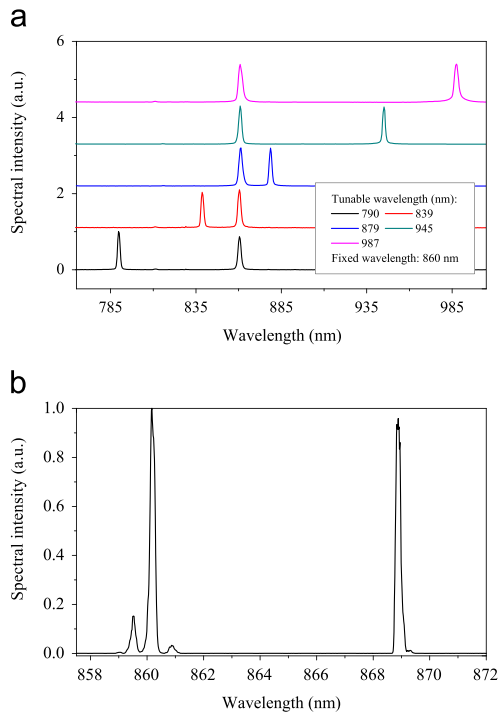 a
Spectral intensity (a.u.)
6
4
2
0
Tunable wavelength (nm):
790 839
879 945
987
Fixed wavelength: 860 nm
785 835 885 935 985
Wavelength (nm)
b
Spectral intensity (a.u.)
1.0
0.8
0.6
0.4
0.2
0.0
858 860 862 864 866 868 870 872
Wavelength (nm)